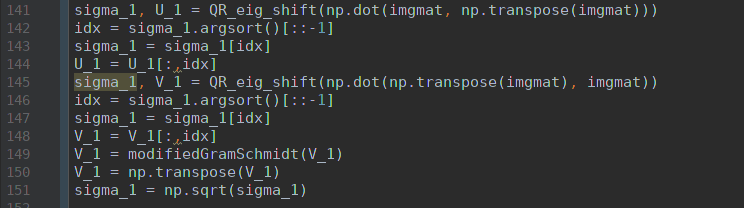 141 sigma_1, U_1 = QR_eig_shift(np.dot(imgmat, np.transpose(imgmat)))
142 idx = sigma_1.argsort()[::-1]
143 sigma_1 = sigma_1[idx]
144 U_1 = U_1[:,idx]
145 sigma_1, V_1 = QR_eig_shift(np.dot(np.transpose(imgmat), imgmat))
146 idx = sigma_1.argsort()[::-1]
147 sigma_1 = sigma_1[idx]
148 V_1 = V_1[:,idx]
149 V_1 = modifiedGramSchmidt(V_1)
150 V_1 = np.transpose(V_1)
151 sigma_1 = np.sqrt(sigma_1)